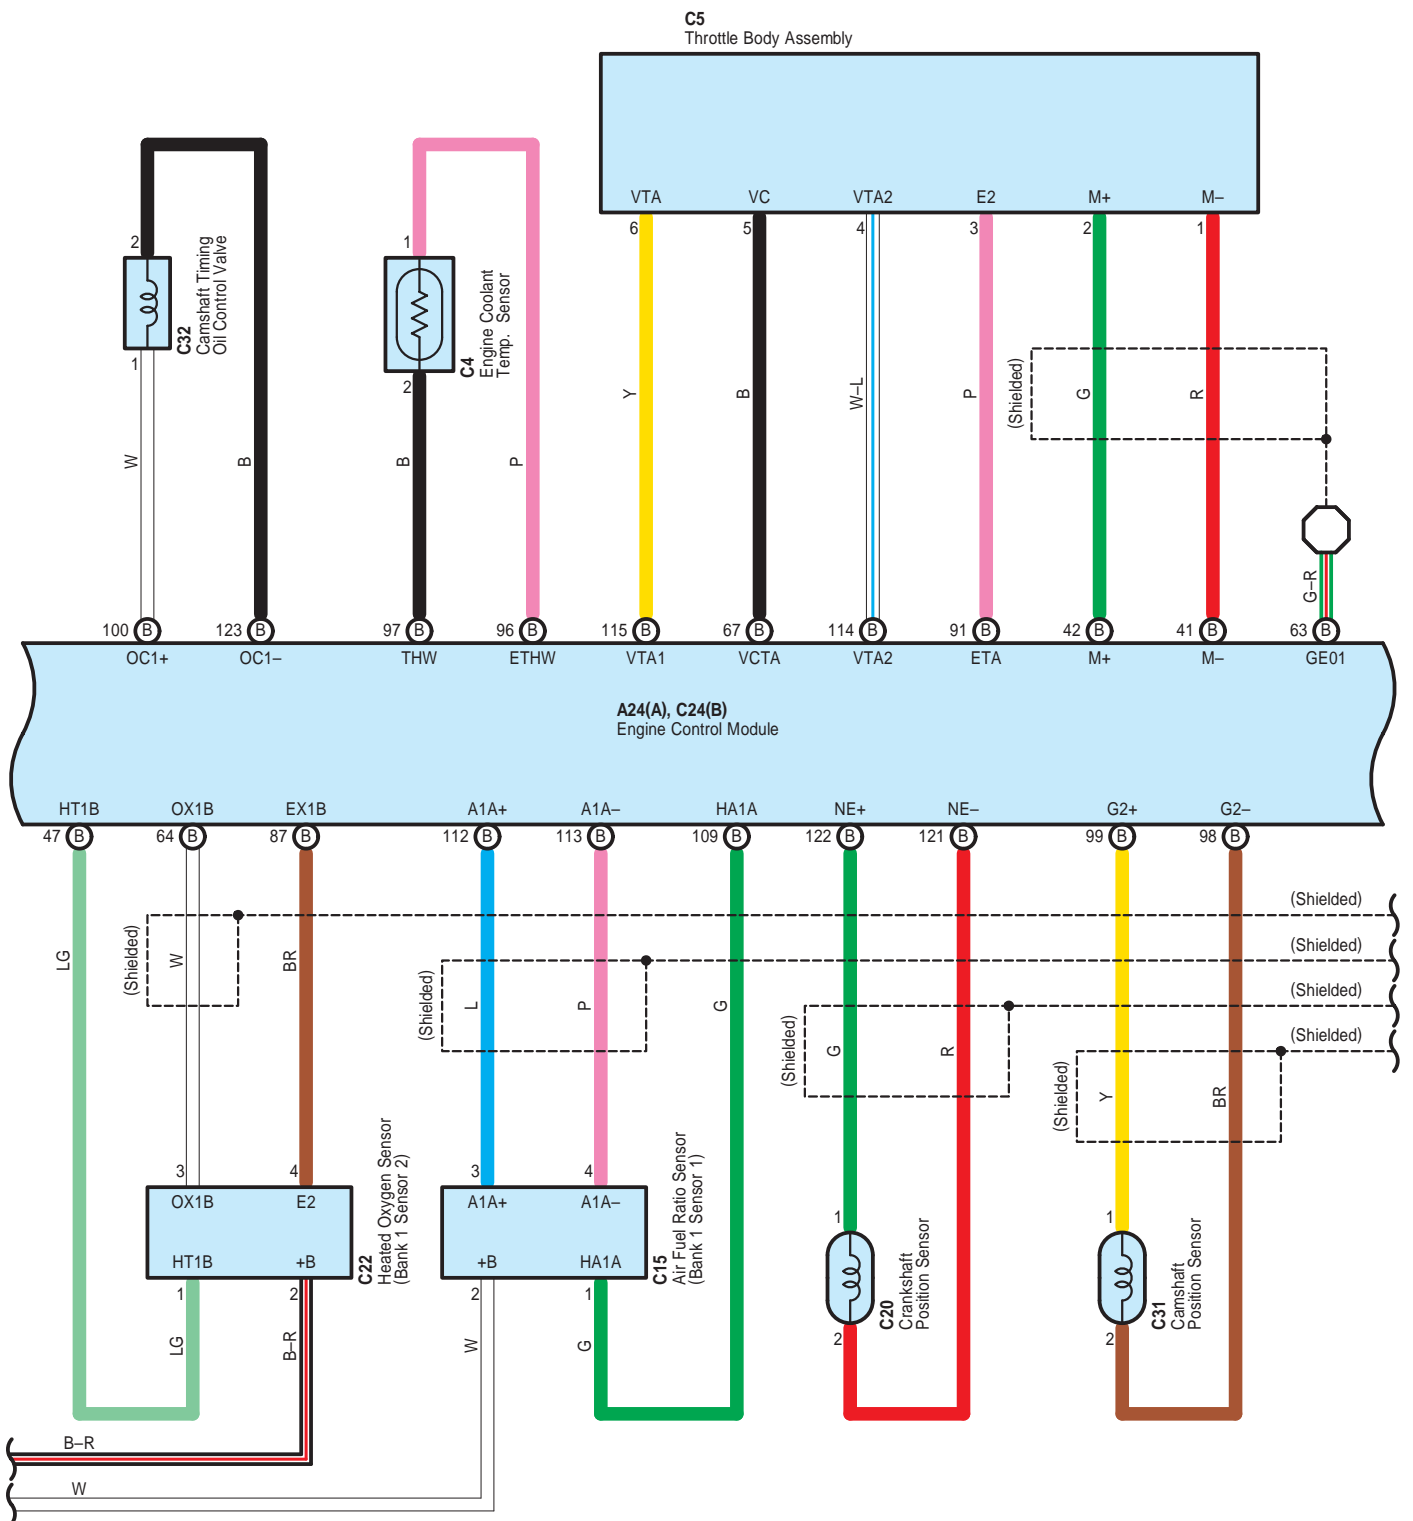 C5
Throttle Body Assembly
VTA VC VTA2 E2 M+ M–
6 5 4 3 2 1
2
C32
Camshaft Timing
Oil Control Valve
1
1
C4
Engine Coolant
Temp. Sensor
2
(Shielded)
W B B P Y B W–L P G R
G–R
100 B 123 B 97 B 96 B 115 B 67 B 114 B 91 B 42 B 41 B 63 B
OC1+ OC1– THW ETHW VTA1 VCTA VTA2 ETA M+ M– GE01
A24(A), C24(B)
Engine Control Module
HT1B OX1B EX1B A1A+ A1A– HA1A NE+ NE– G2+ G2–
47 B 64 B 87 B 112 B 113 B 109 B 122 B 121 B 99 B 98 B
(Shielded)
(Shielded)
(Shielded)
(Shielded)
(Shielded)
(Shielded)
(Shielded)
(Shielded)
LG W BR L P G G R Y BR
3 4
OX1B E2
HT1B +B
1 2
C22
Heated Oxygen Sensor
(Bank 1 Sensor 2)
3 4
A1A+ A1A–
+B HA1A
2 1
C15
Air Fuel Ratio Sensor
(Bank 1 Sensor 1)
1
C20
Crankshaft
Position Sensor
2
1
C31
Camshaft
Position Sensor
2
LG B–R W G
B–R
W